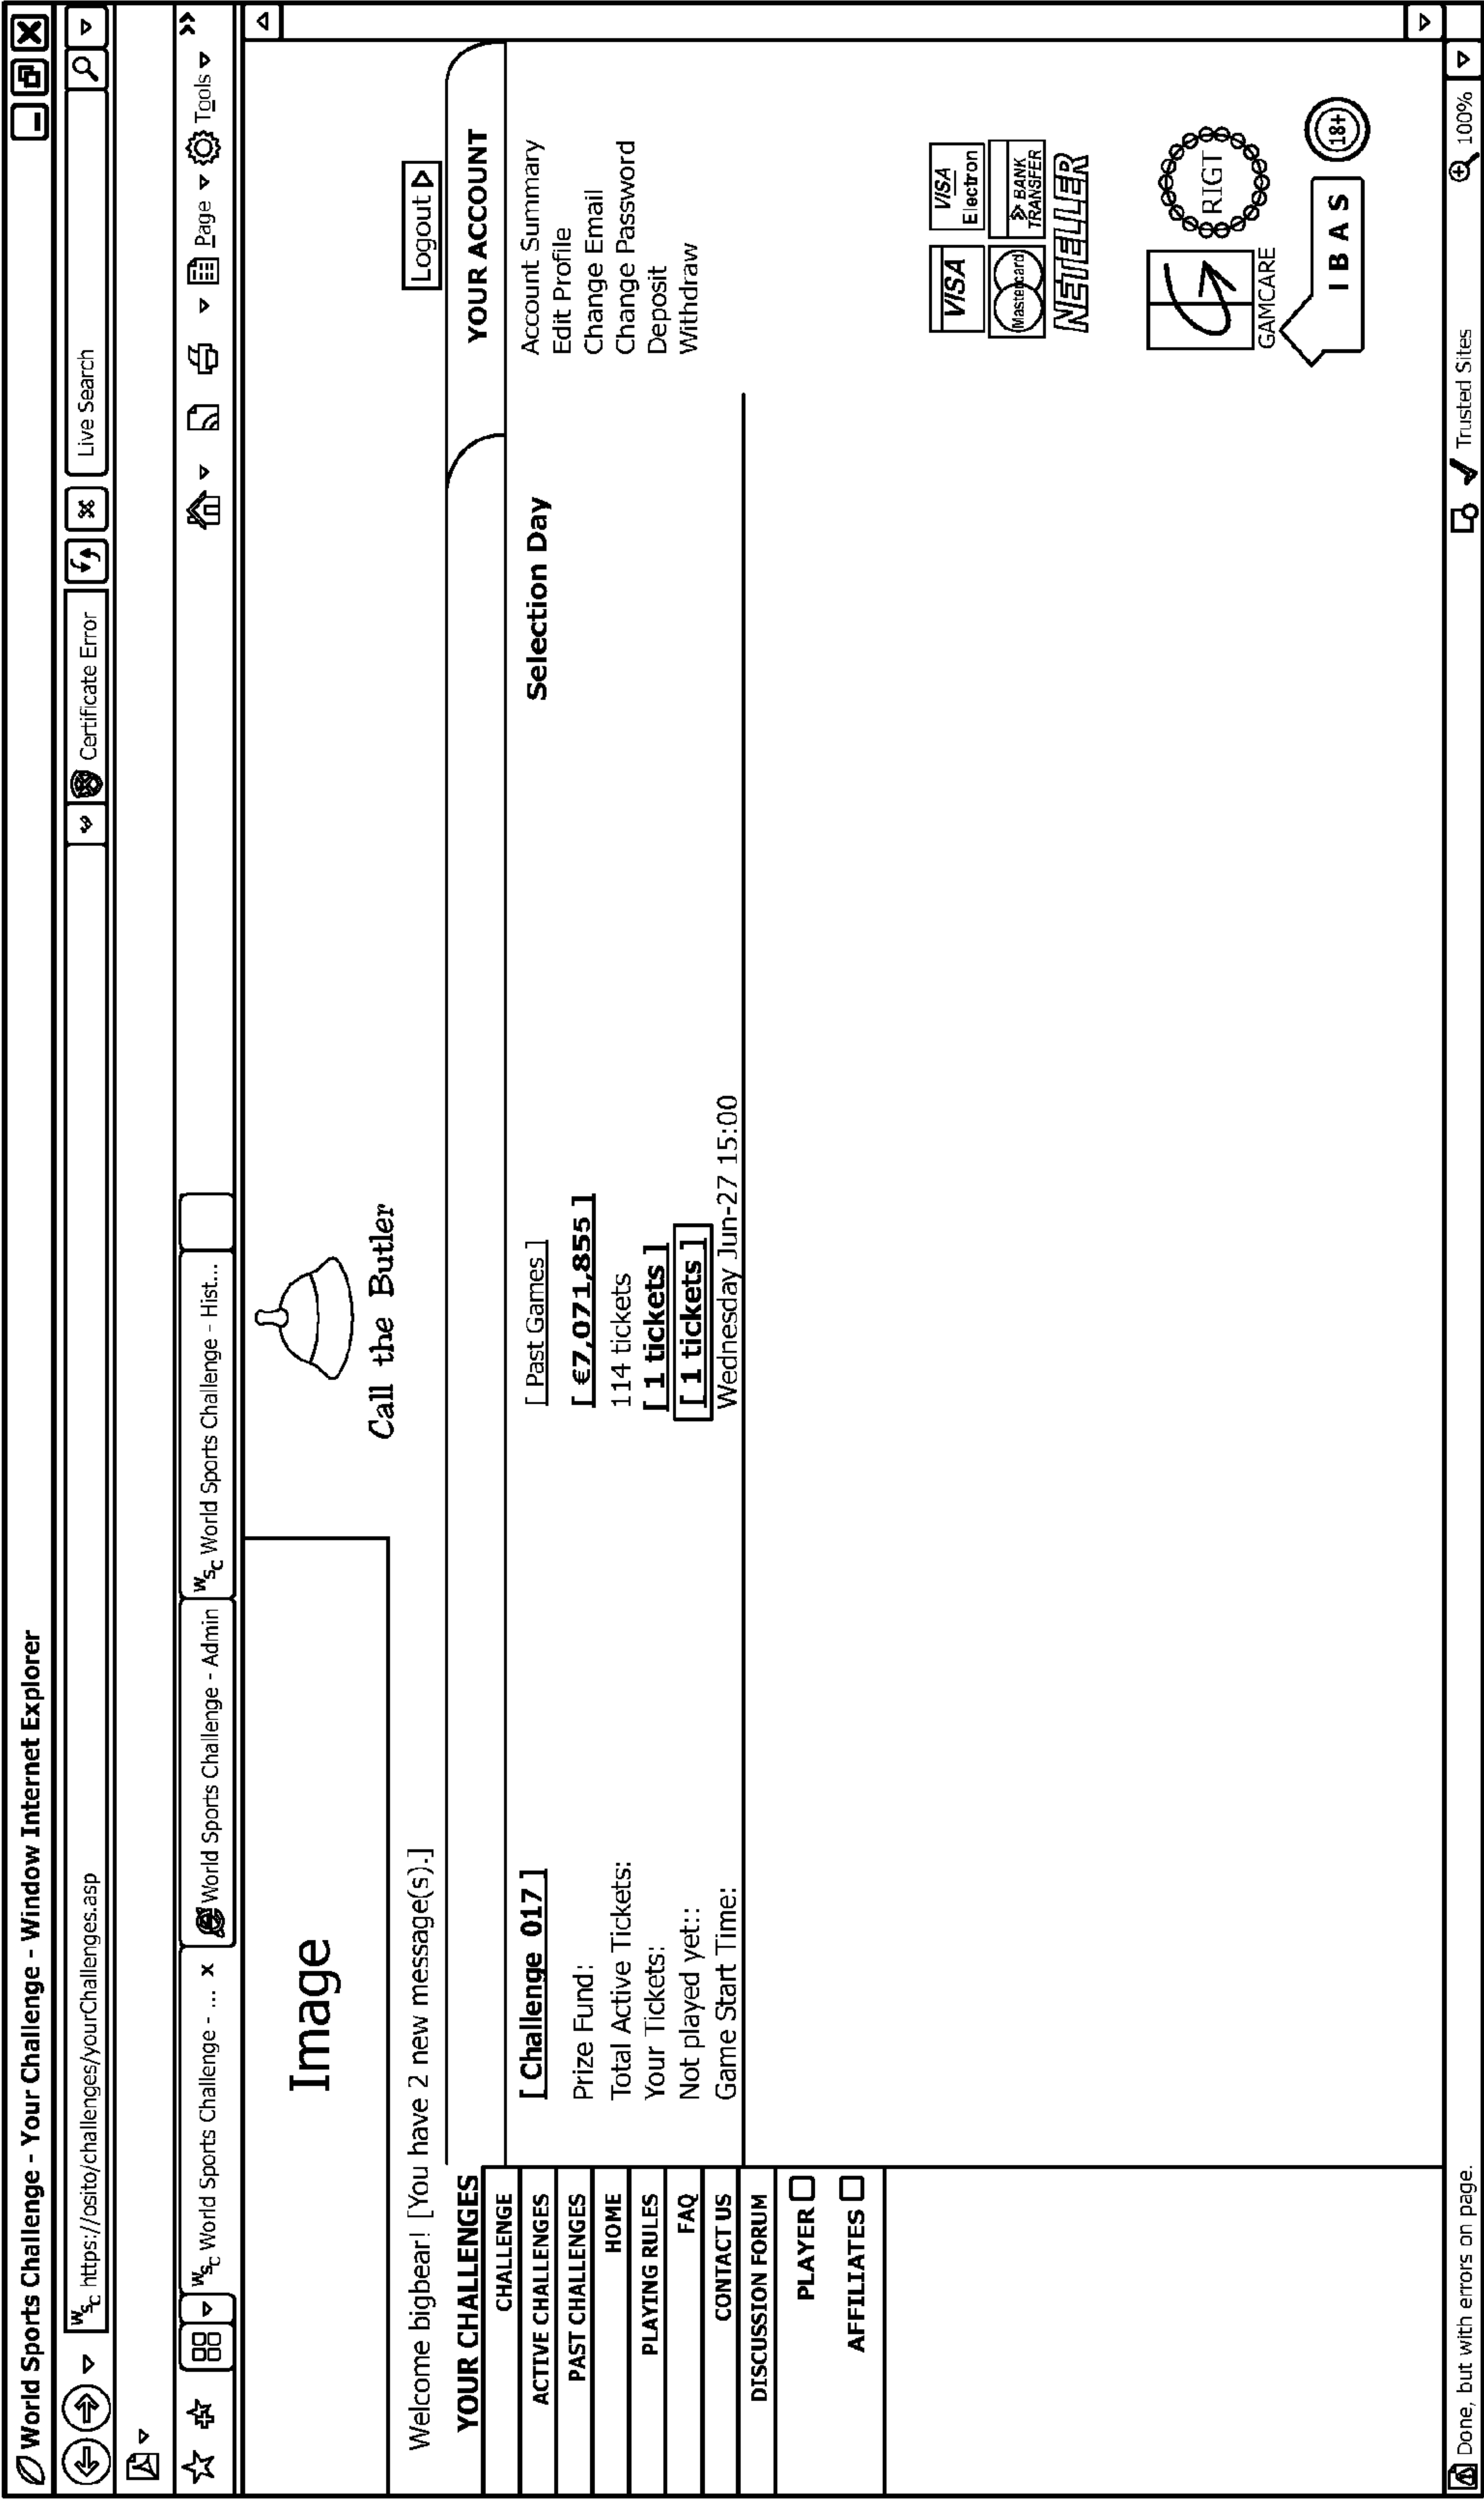 World Sports Challenge - Your Challenge - Window Internet Explorer
WSC https://osito/challenges/yourChallenges.asp
Certificate Error
Live Search
WSC World Sports Challenge - ... x
World Sports Challenge - Admin
WSC World Sports Challenge - Hist...
Page
Tools
Image
Call the Butler
Welcome bigbear! [You have 2 new message(s).]
Logout
YOUR CHALLENGES
CHALLENGE
ACTIVE CHALLENGES
PAST CHALLENGES
HOME
PLAYING RULES
FAQ
CONTACT US
DISCUSSION FORUM
PLAYER
AFFILIATES
[ Challenge 017 ]
[ Past Games ]
Selection Day
Prize Fund:
[ €7,071,855 ]
Total Active Tickets:
114 tickets
Your Tickets:
[ 1 tickets ]
Not played yet::
[ 1 tickets ]
Game Start Time:
Wednesday Jun-27 15:00
YOUR ACCOUNT
Account Summary
Edit Profile
Change Email
Change Password
Deposit
Withdraw
VISA
VISA
Electron
Mastercard
BANK
TRANSFER
NETELLER
GAMCARE
RIGT
IBAS
18+
Done, but with errors on page.
Trusted Sites
100%